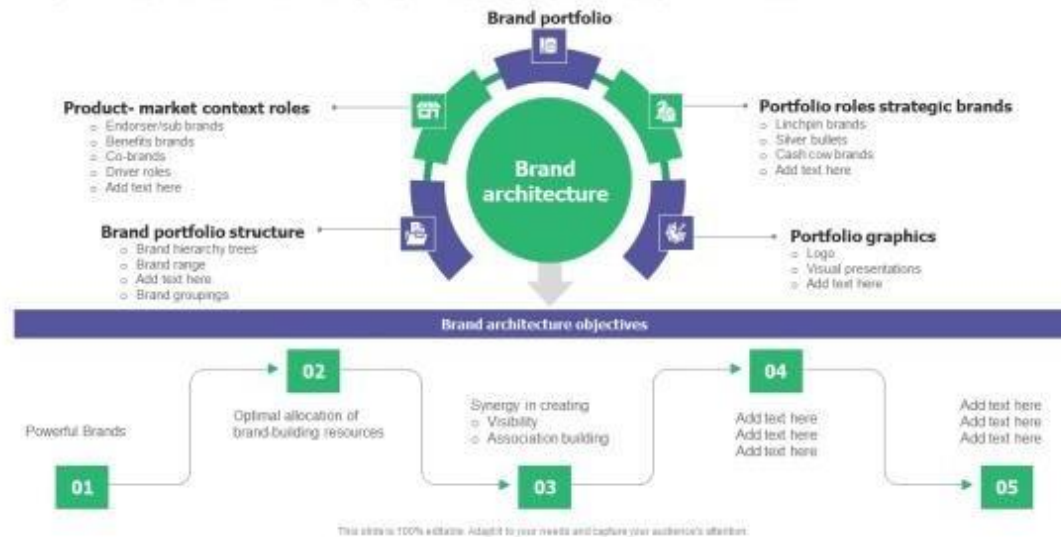 Brand portfolio
Product- market context roles
Endorser/sub brands
Benefits brands
Co-brands
Driver roles
Add text here
Brand portfolio structure
Brand hierarchy trees
Brand range
Add text here
Brand groupings
Brand
architecture
Portfolio roles strategic brands
Linchpin brands
Silver bullets
Cash cow brands
Add text here
Portfolio graphics
Logo
Visual presentations
Add text here
Brand architecture objectives
Powerful Brands
01
02
Optimal allocation of
brand-building resources
Synergy in creating
Visibility
Association building
03
04
Add text here
Add text here
Add text here
Add text here
Add text here
Add text here
05
This slide is 100% editable. Adapt it to your needs and capture your audience's attention.